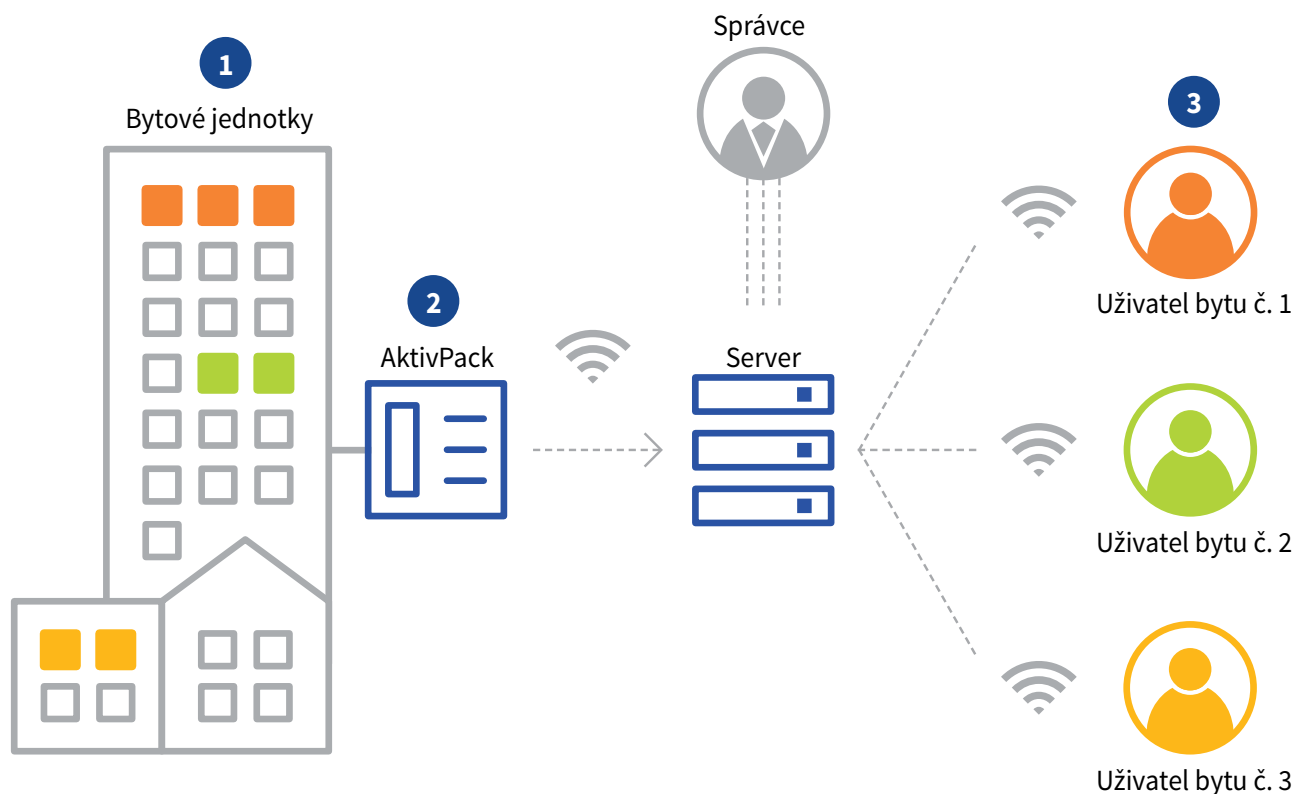 Správce
1
Bytové jednotky
3
2
AktivPack
Server
Uživatel bytu č. 1
Uživatel bytu č. 2
Uživatel bytu č. 3